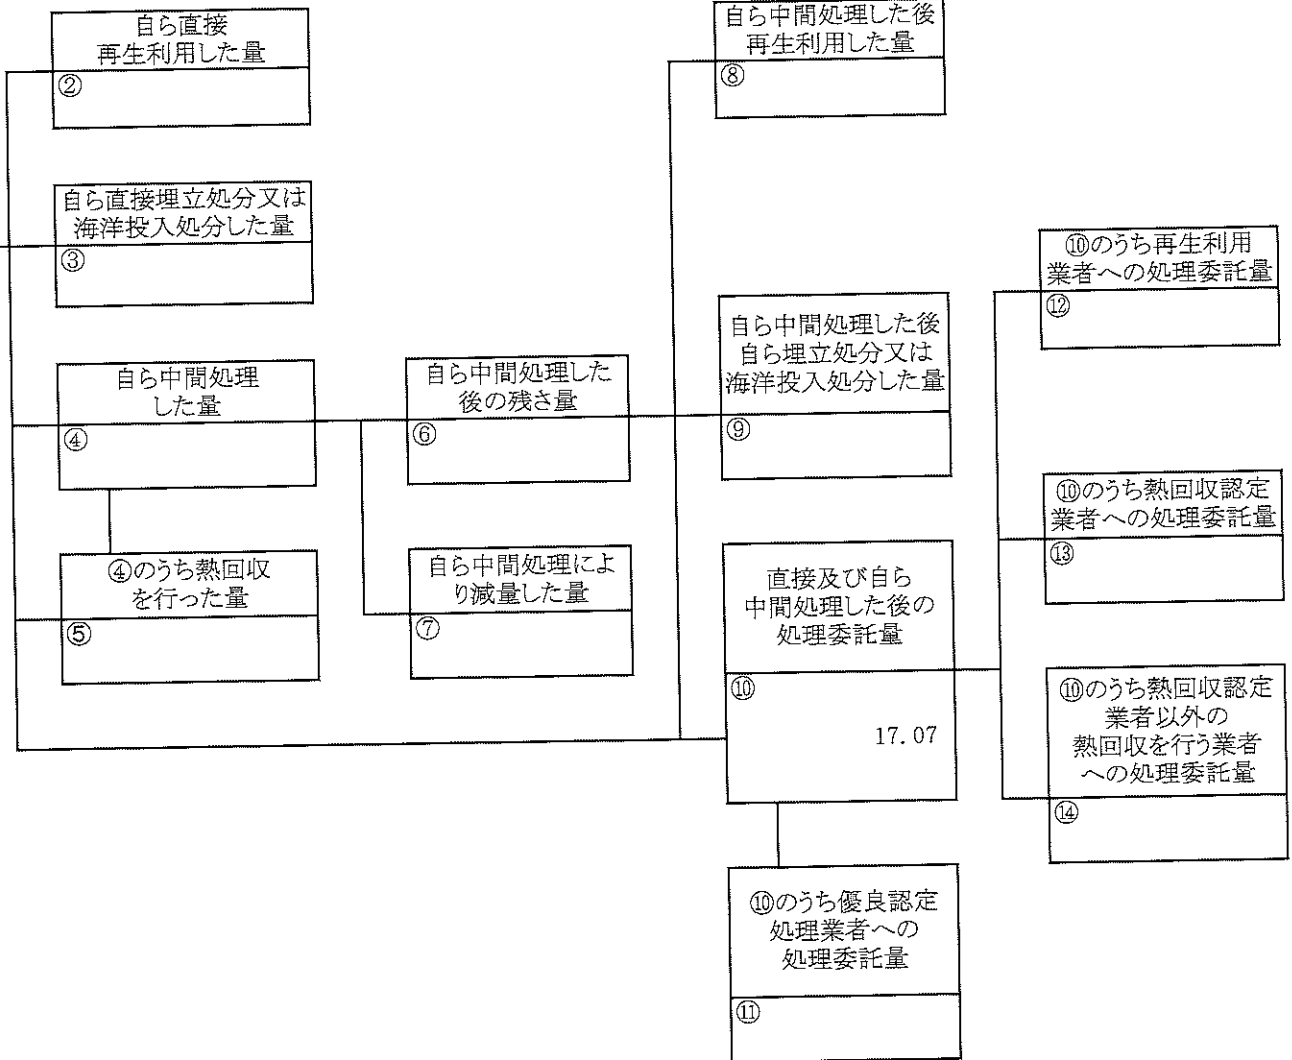 自ら直接
再生利用した量
②
自ら直接埋立処分又は
海洋投入処分した量
③
自ら中間処理
した量
④
④のうち熱回収
を行った量
⑤
自ら中間処理した
後の残さ量
⑥
自ら中間処理によ
り減量した量
⑦
自ら中間処理した後
再生利用した量
⑧
自ら中間処理した後
自ら埋立処分又は
海洋投入処分した量
⑨
直接及び自ら
中間処理した後の
処理委託量
⑩
17.07
⑩のうち優良認定
処理業者への
処理委託量
⑪
⑩のうち再生利用
業者への処理委託量
⑫
⑩のうち熱回収認定
業者への処理委託量
⑬
⑩のうち熱回収認定
業者以外の
熱回収を行う業者
への処理委託量
⑭